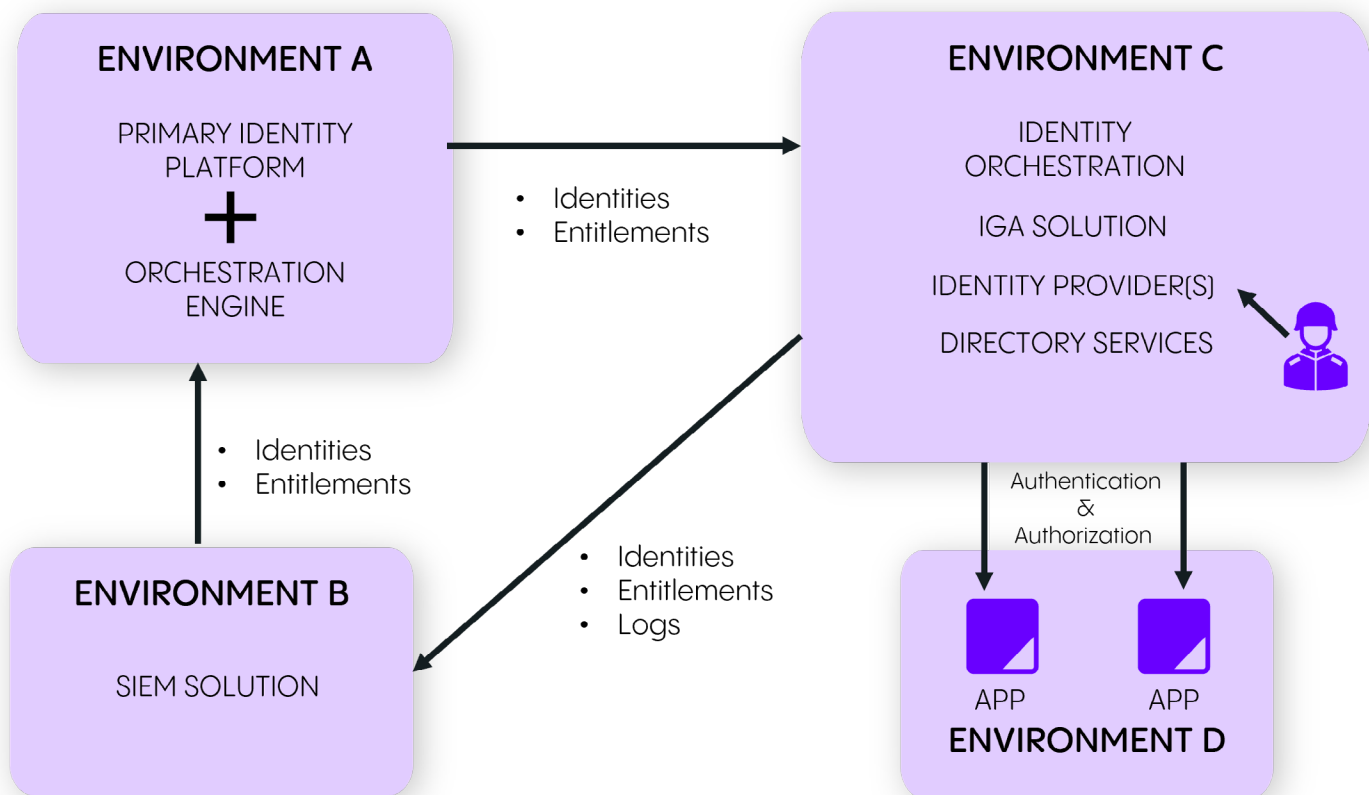 ENVIRONMENT A
PRIMARY IDENTITY
PLATFORM
+
ORCHESTRATION
ENGINE
• Identities
• Entitlements
ENVIRONMENT C
IDENTITY
ORCHESTRATION
IGA SOLUTION
IDENTITY PROVIDER(S)
DIRECTORY SERVICES
• Identities
• Entitlements
• Identities
• Entitlements
• Logs
Authentication
&
Authorization
ENVIRONMENT B
SIEM SOLUTION
APP
APP
ENVIRONMENT D